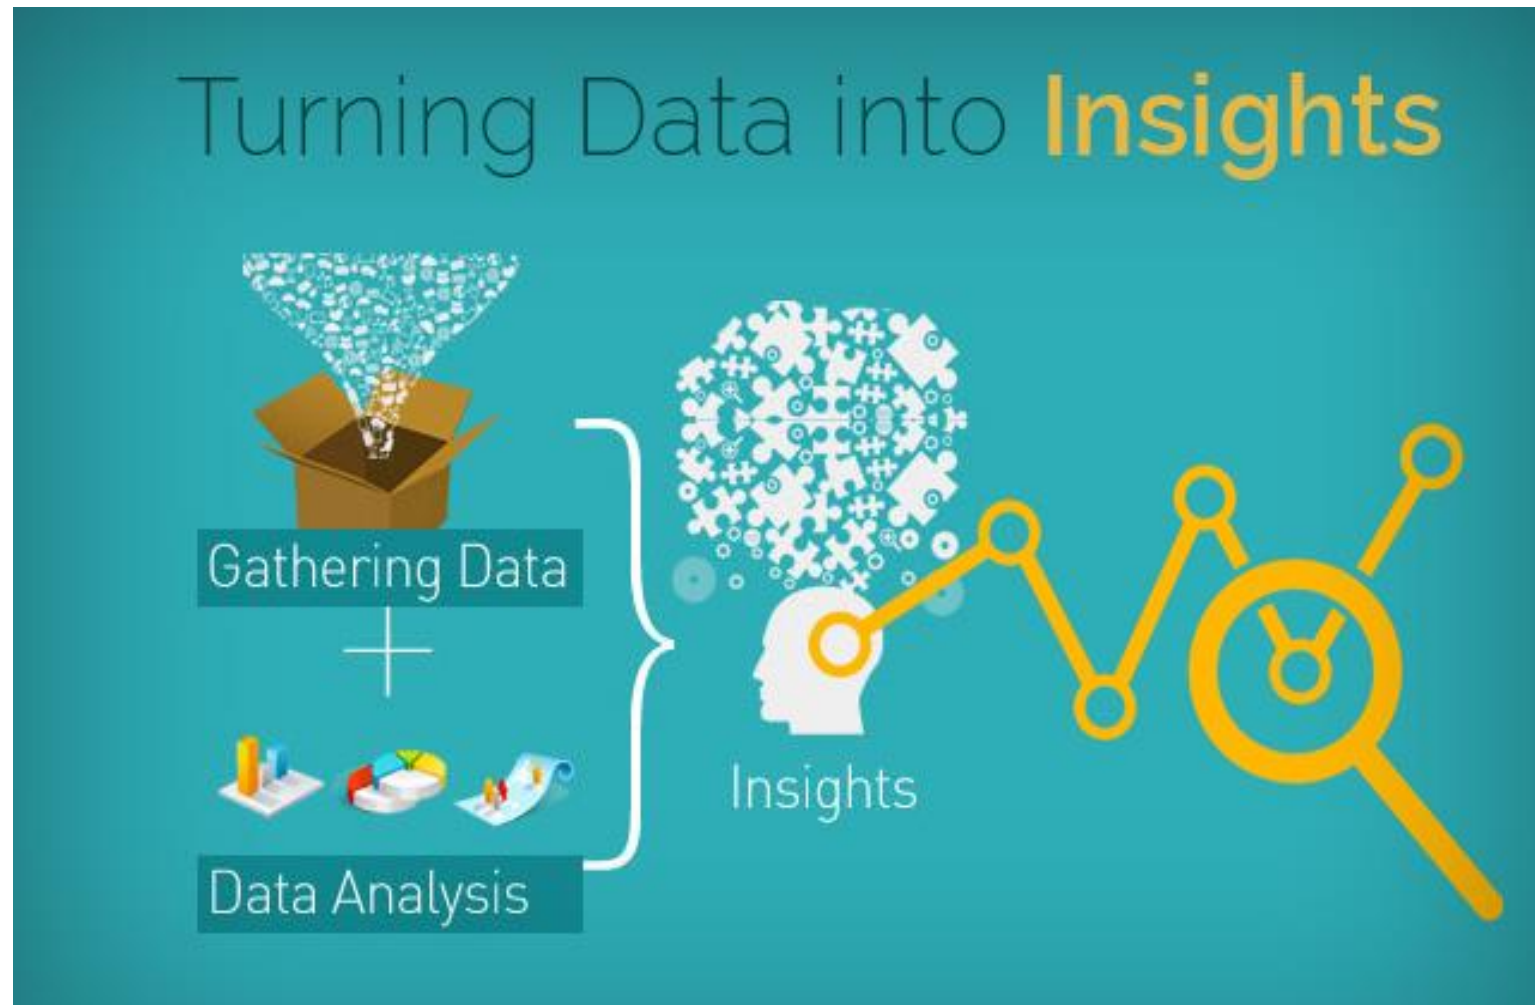 Turning Data into Insights
Gathering Data
Data Analysis
Insights